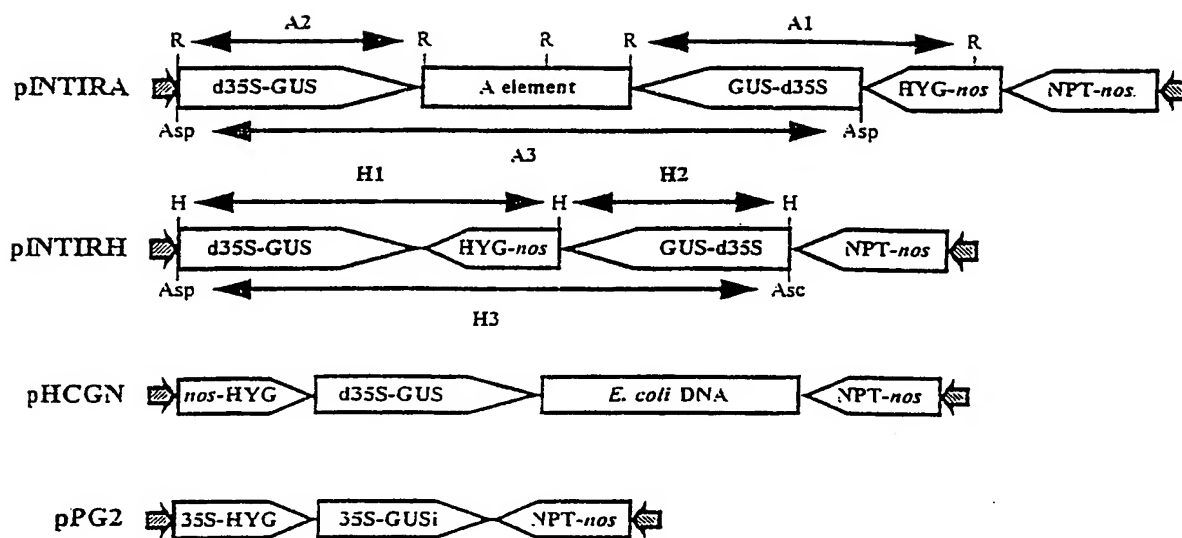 A2 A1
R R R R R
pINTIRA d35S-GUS A element GUS-d35S HYG-nos NPT-nos.
Asp Asp
A3
H1 H2
H H H
pINTIRH d35S-GUS HYG-nos GUS-d35S NPT-nos
Asp Asc
H3
pHCGN nos-HYG d35S-GUS E. coli DNA NPT-nos
pPG2 35S-HYG 35S-GUSi NPT-nos